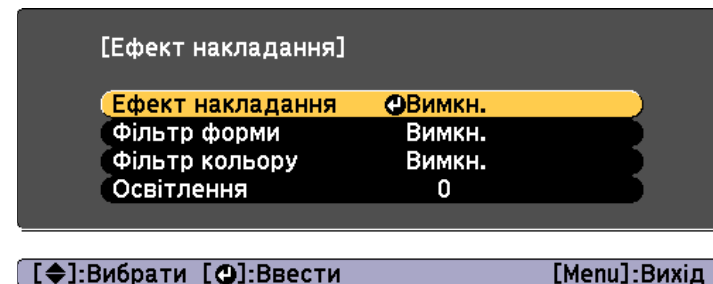 [Ефект накладання]
Ефект накладання Вимкн.
Фільтр форми Вимкн.
Фільтр кольору Вимкн.
Освітлення 0
[◆]:Вибрати [⏎]:Ввести [Menu]:Вихід